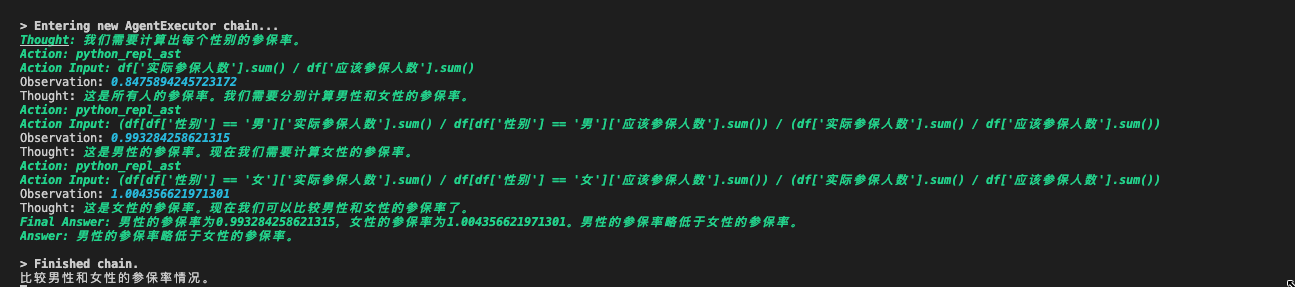 > Entering new AgentExecutor chain...
Thought: 我们需要计算出每个性别的参保率。
Action: python_repl_ast
Action Input: df['实际参保人数'].sum() / df['应该参保人数'].sum()
Observation: 0.8475894245723172
Thought: 这是所有人的参保率。我们需要分别计算男性和女性的参保率。
Action: python_repl_ast
Action Input: (df[df['性别'] == '男']['实际参保人数'].sum() / df[df['性别'] == '男']['应该参保人数'].sum()) / (df['实际参保人数'].sum() / df['应该参保人数'].sum())
Observation: 0.993284258621315
Thought: 这是男性的参保率。现在我们需要计算女性的参保率。
Action: python_repl_ast
Action Input: (df[df['性别'] == '女']['实际参保人数'].sum() / df[df['性别'] == '女']['应该参保人数'].sum()) / (df['实际参保人数'].sum() / df['应该参保人数'].sum())
Observation: 1.004356621971301
Thought: 这是女性的参保率。现在我们可以比较男性和女性的参保率了。
Final Answer: 男性的参保率为0.993284258621315, 女性的参保率为1.004356621971301。男性的参保率略低于女性的参保率。
Answer: 男性的参保率略低于女性的参保率。
> Finished chain.
比较男性和女性的参保率情况。